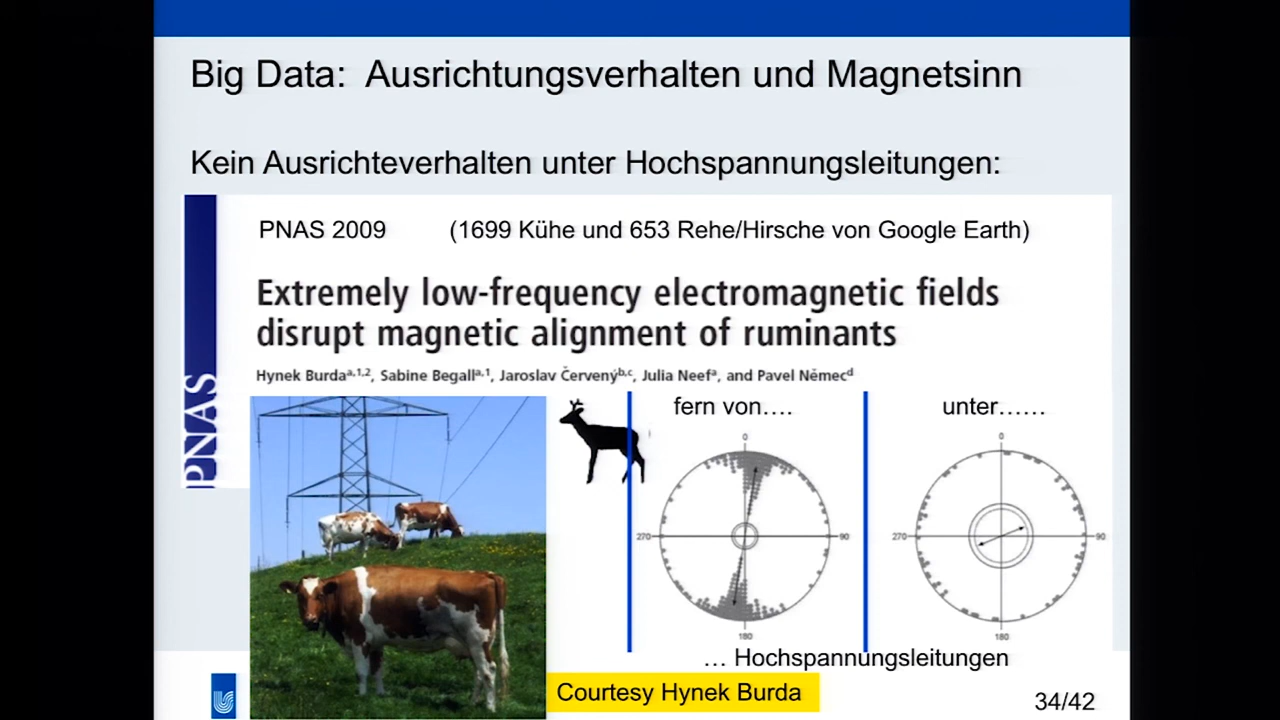 Big Data: Ausrichtungsverhalten und Magnetsinn
Kein Ausrichteverhalten unter Hochspannungsleitungen:
PNAS
PNAS 2009 (1699 Kühe und 653 Rehe/Hirsche von Google Earth)
Extremely low-frequency electromagnetic fields
disrupt magnetic alignment of ruminants
Hynek Burdaᵃ,¹,², Sabine Begallᵃ,¹, Jaroslav Červenýᵇ,ᶜ, Julia Neefᵃ, and Pavel Němecᵈ
fern von…. unter……
0 0
270 90 270 90
180 180
… Hochspannungsleitungen
Courtesy Hynek Burda
34/42